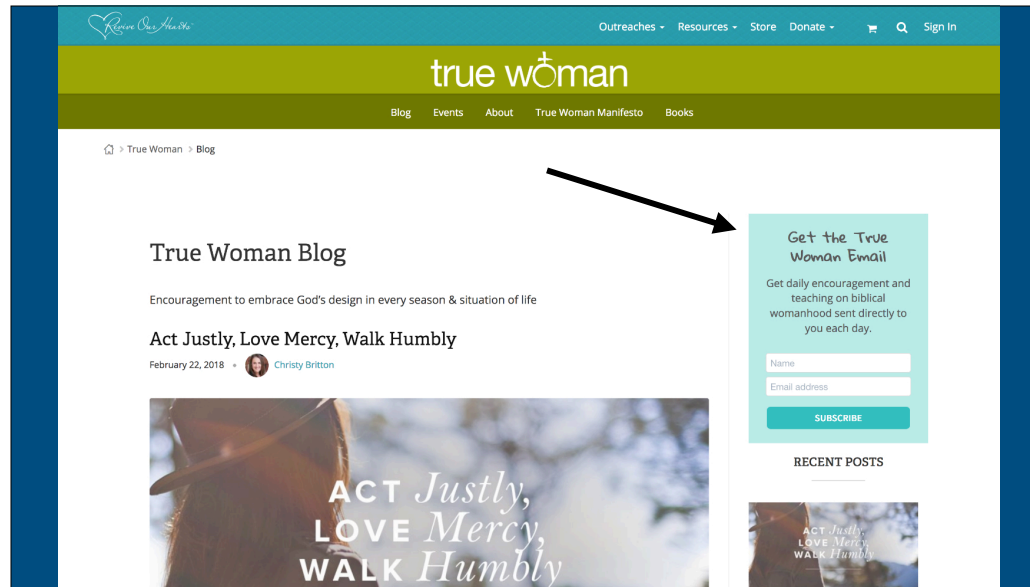 Revive Our Hearts
Outreaches Resources Store Donate Sign In
true woman
Blog Events About True Woman Manifesto Books
> True Woman > Blog
True Woman Blog
Encouragement to embrace God's design in every season & situation of life
Act Justly, Love Mercy, Walk Humbly
February 22, 2018 • Christy Britton
ACT Justly,
LOVE Mercy,
WALK Humbly
Get the True
Woman Email
Get daily encouragement and
teaching on biblical
womanhood sent directly to
you each day.
Name
Email address
SUBSCRIBE
RECENT POSTS
ACT Justly,
LOVE Mercy,
WALK Humbly